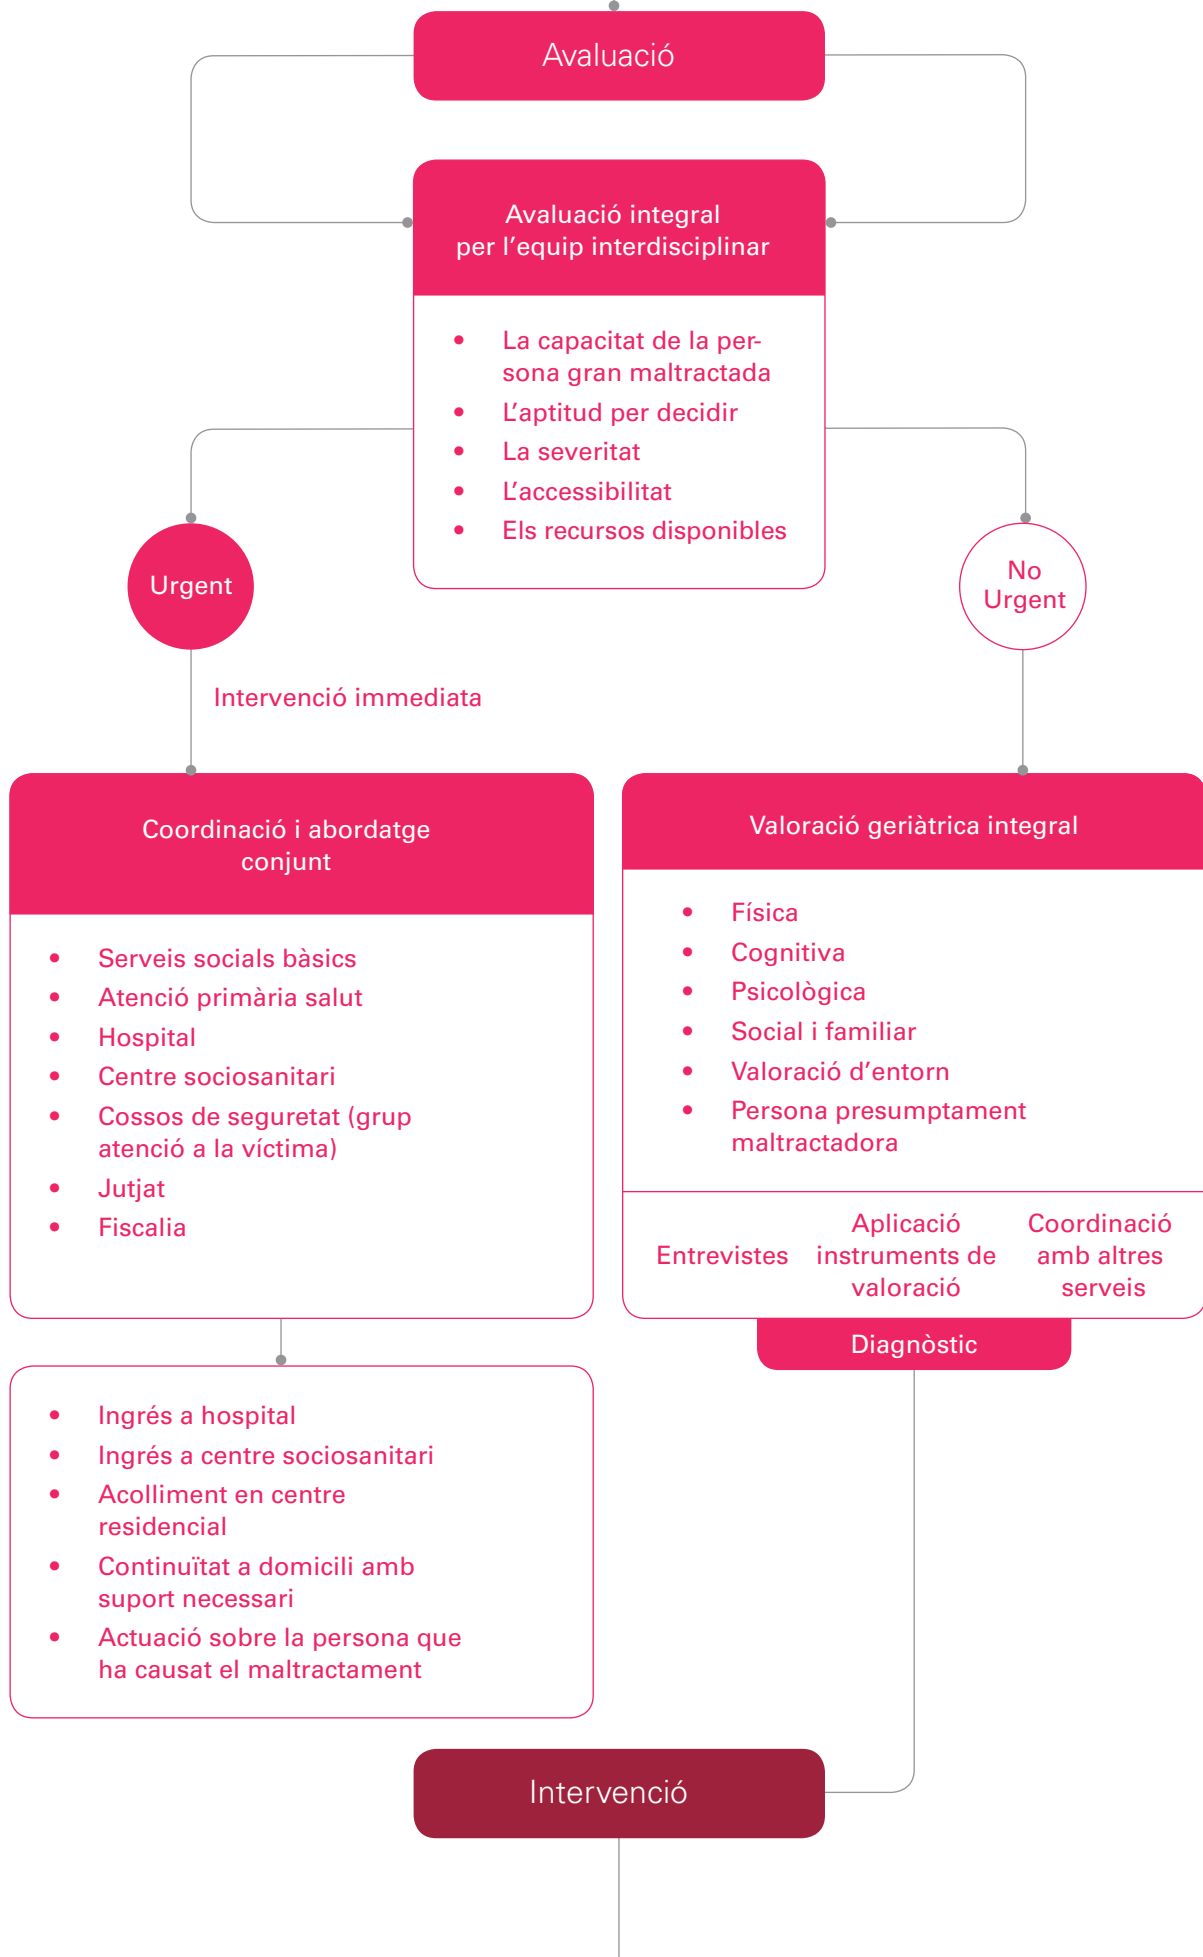 Avaluació
Avaluació integral
per l’equip interdisciplinar
• La capacitat de la per-
sona gran maltractada
• L’aptitud per decidir
• La severitat
• L’accessibilitat
• Els recursos disponibles
Urgent
No
Urgent
Intervenció immediata
Coordinació i abordatge
conjunt
• Serveis socials bàsics
• Atenció primària salut
• Hospital
• Centre sociosanitari
• Cossos de seguretat (grup
atenció a la víctima)
• Jutjat
• Fiscalia
Valoració geriàtrica integral
• Física
• Cognitiva
• Psicològica
• Social i familiar
• Valoració d’entorn
• Persona presumptament
maltractadora
Entrevistes
Aplicació
instruments de
valoració
Coordinació
amb altres
serveis
Diagnòstic
• Ingrés a hospital
• Ingrés a centre sociosanitari
• Acolliment en centre
residencial
• Continuïtat a domicili amb
suport necessari
• Actuació sobre la persona que
ha causat el maltractament
Intervenció